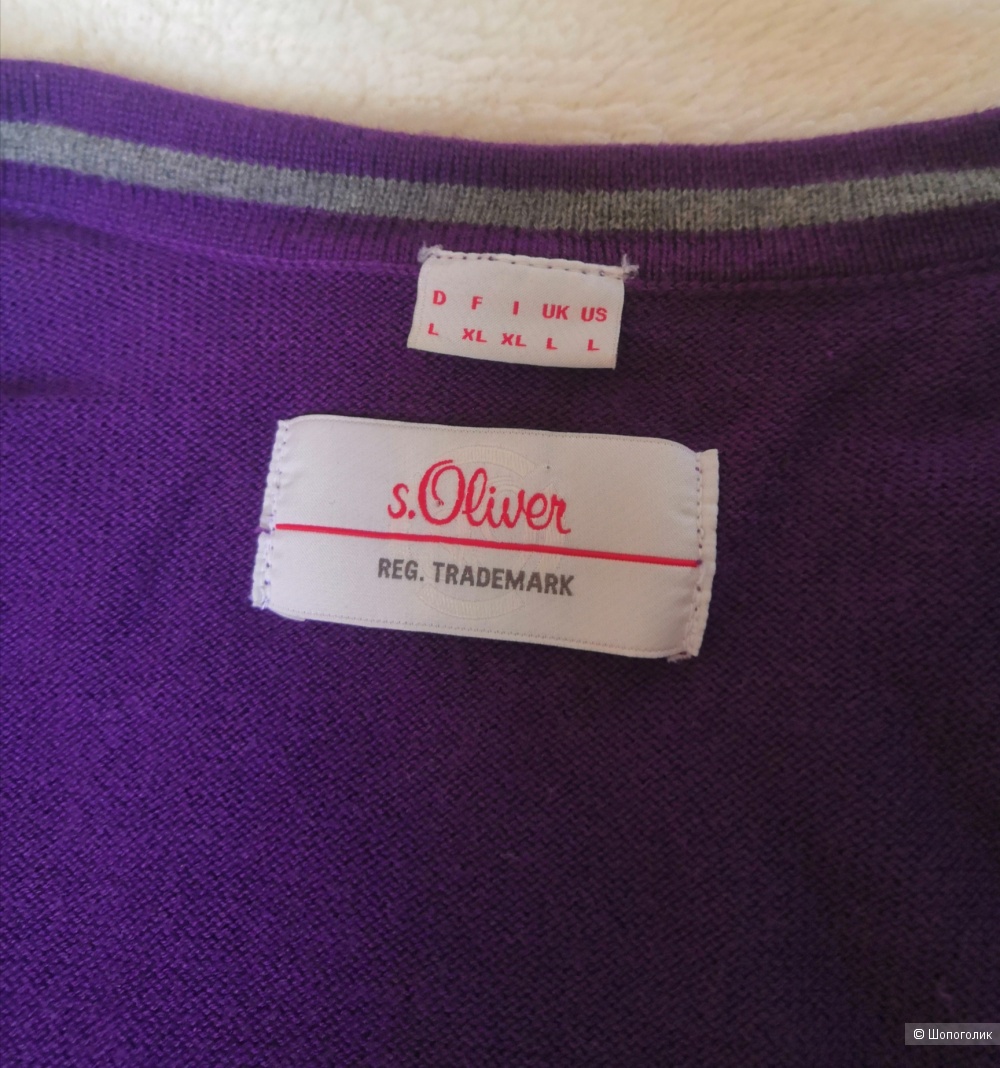 D F I UK US
L XL XL L L
s.Oliver
REG. TRADEMARK
© Шопоголик